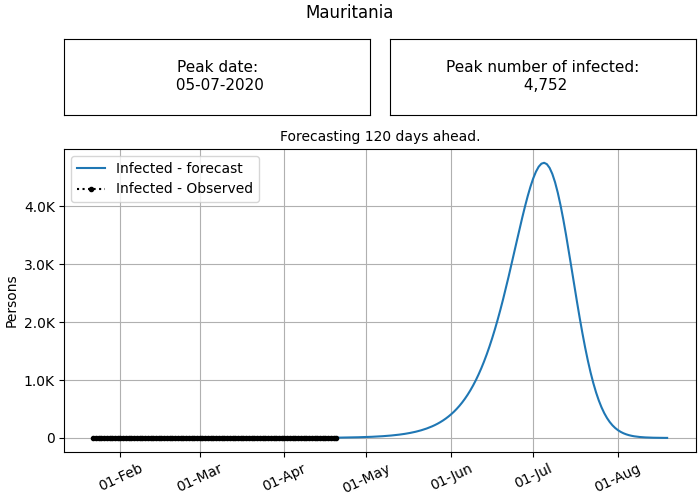 Mauritania
Peak date:
05-07-2020
Peak number of infected:
4,752
Forecasting 120 days ahead.
Infected - forecast
Infected - Observed
Persons
4.0K
3.0K
2.0K
1.0K
0
01-Feb
01-Mar
01-Apr
01-May
01-Jun
01-Jul
01-Aug